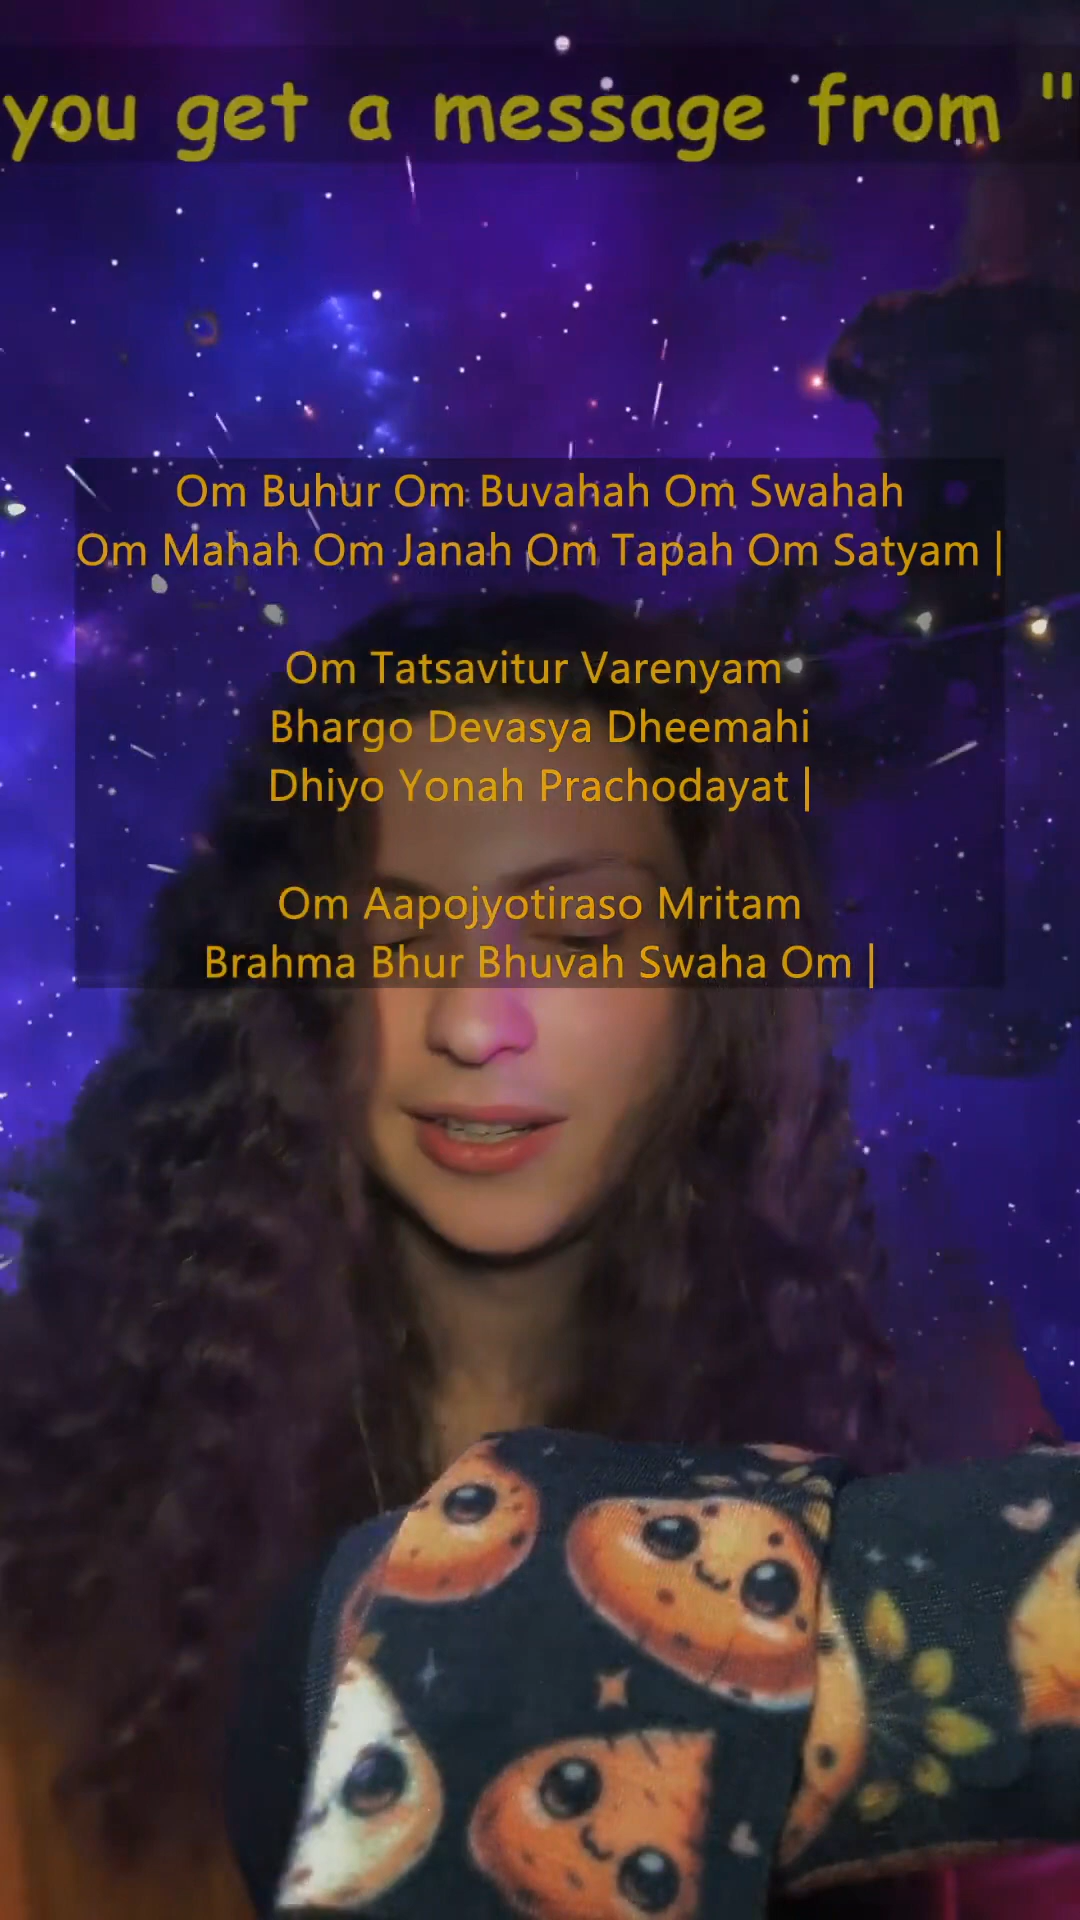 you get a message from "
Om Buhur Om Buvahah Om Swahah
Om Mahah Om Janah Om Tapah Om Satyam |
Om Tatsavitur Varenyam
Bhargo Devasya Dheemahi
Dhiyo Yonah Prachodayat |
Om Aapojyotiraso Mritam
Brahma Bhur Bhuvah Swaha Om |